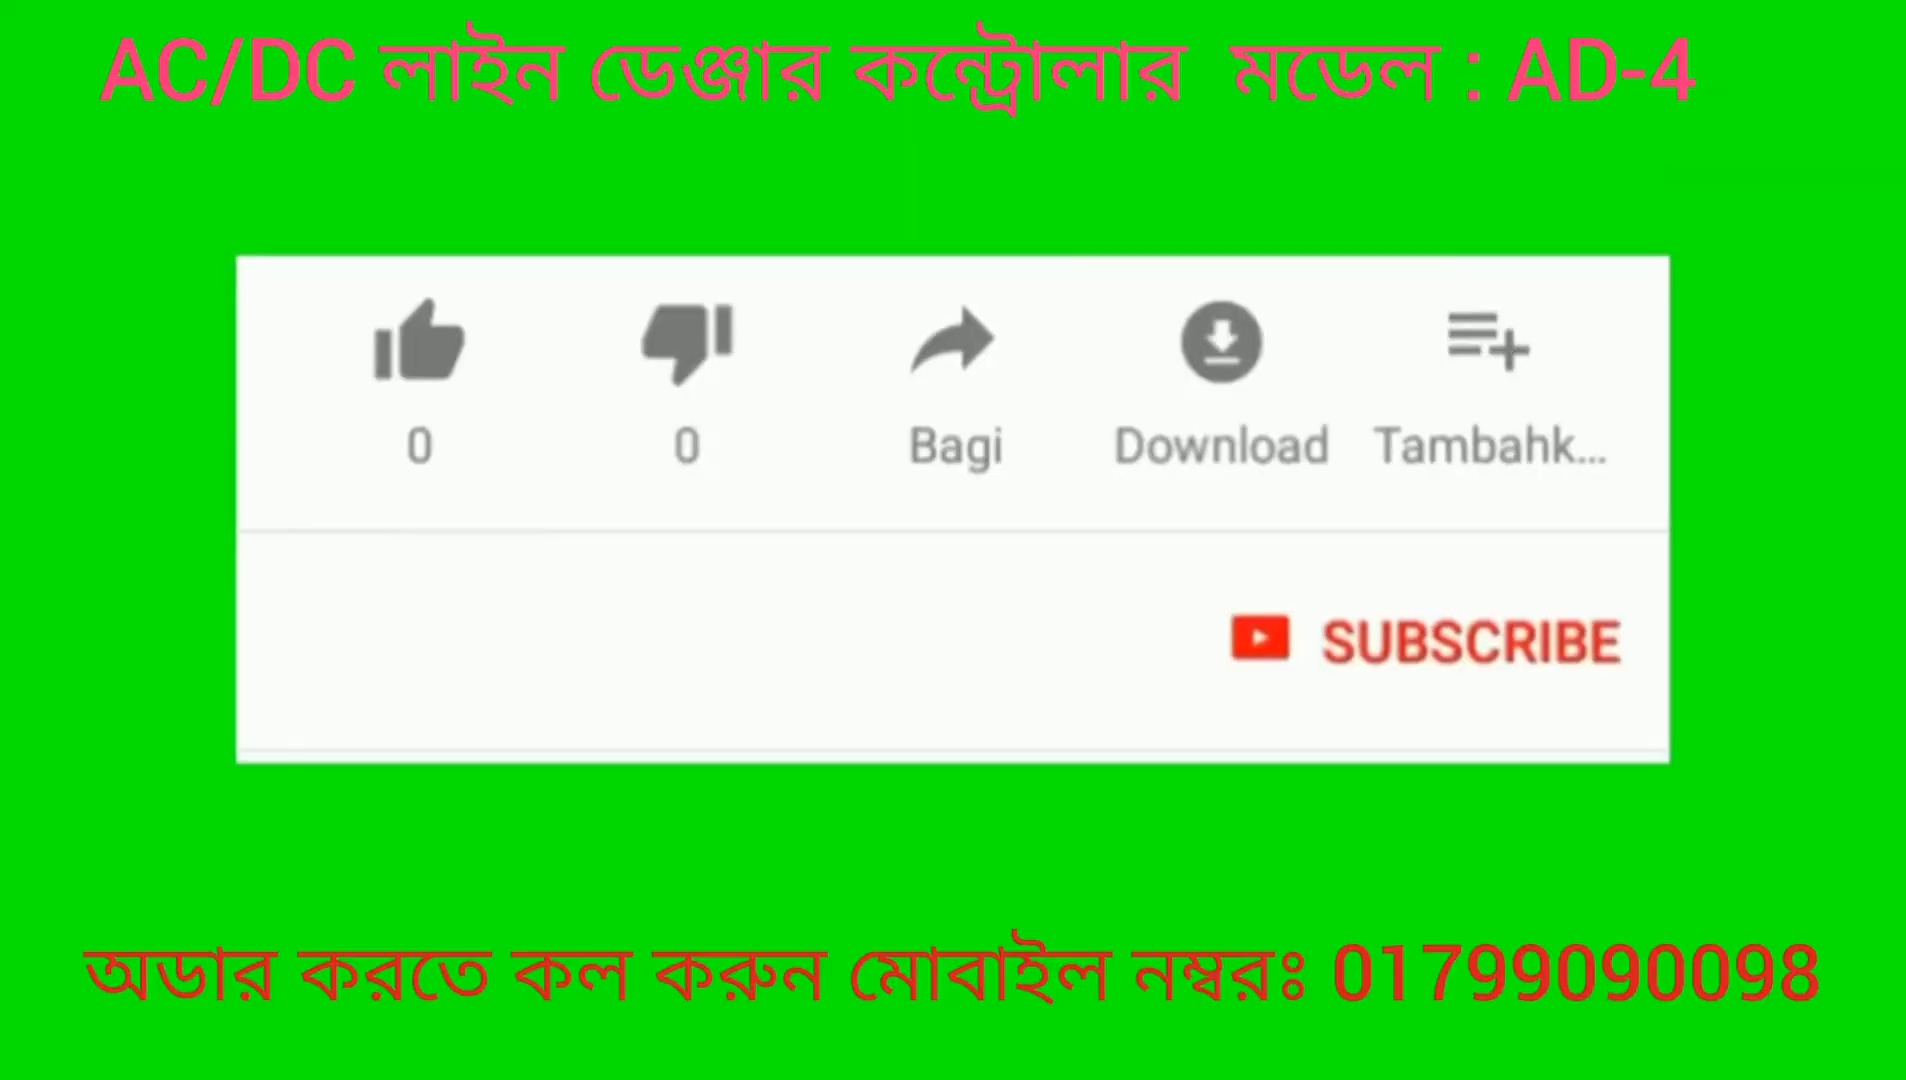 AC/DC লাইন ডেঞ্জার কন্ট্রোলার মডেল : AD-4
0 0 Bagi Download Tambahk...
SUBSCRIBE
অডার করতে কল করুন মোবাইল নম্বরঃ 01799090098